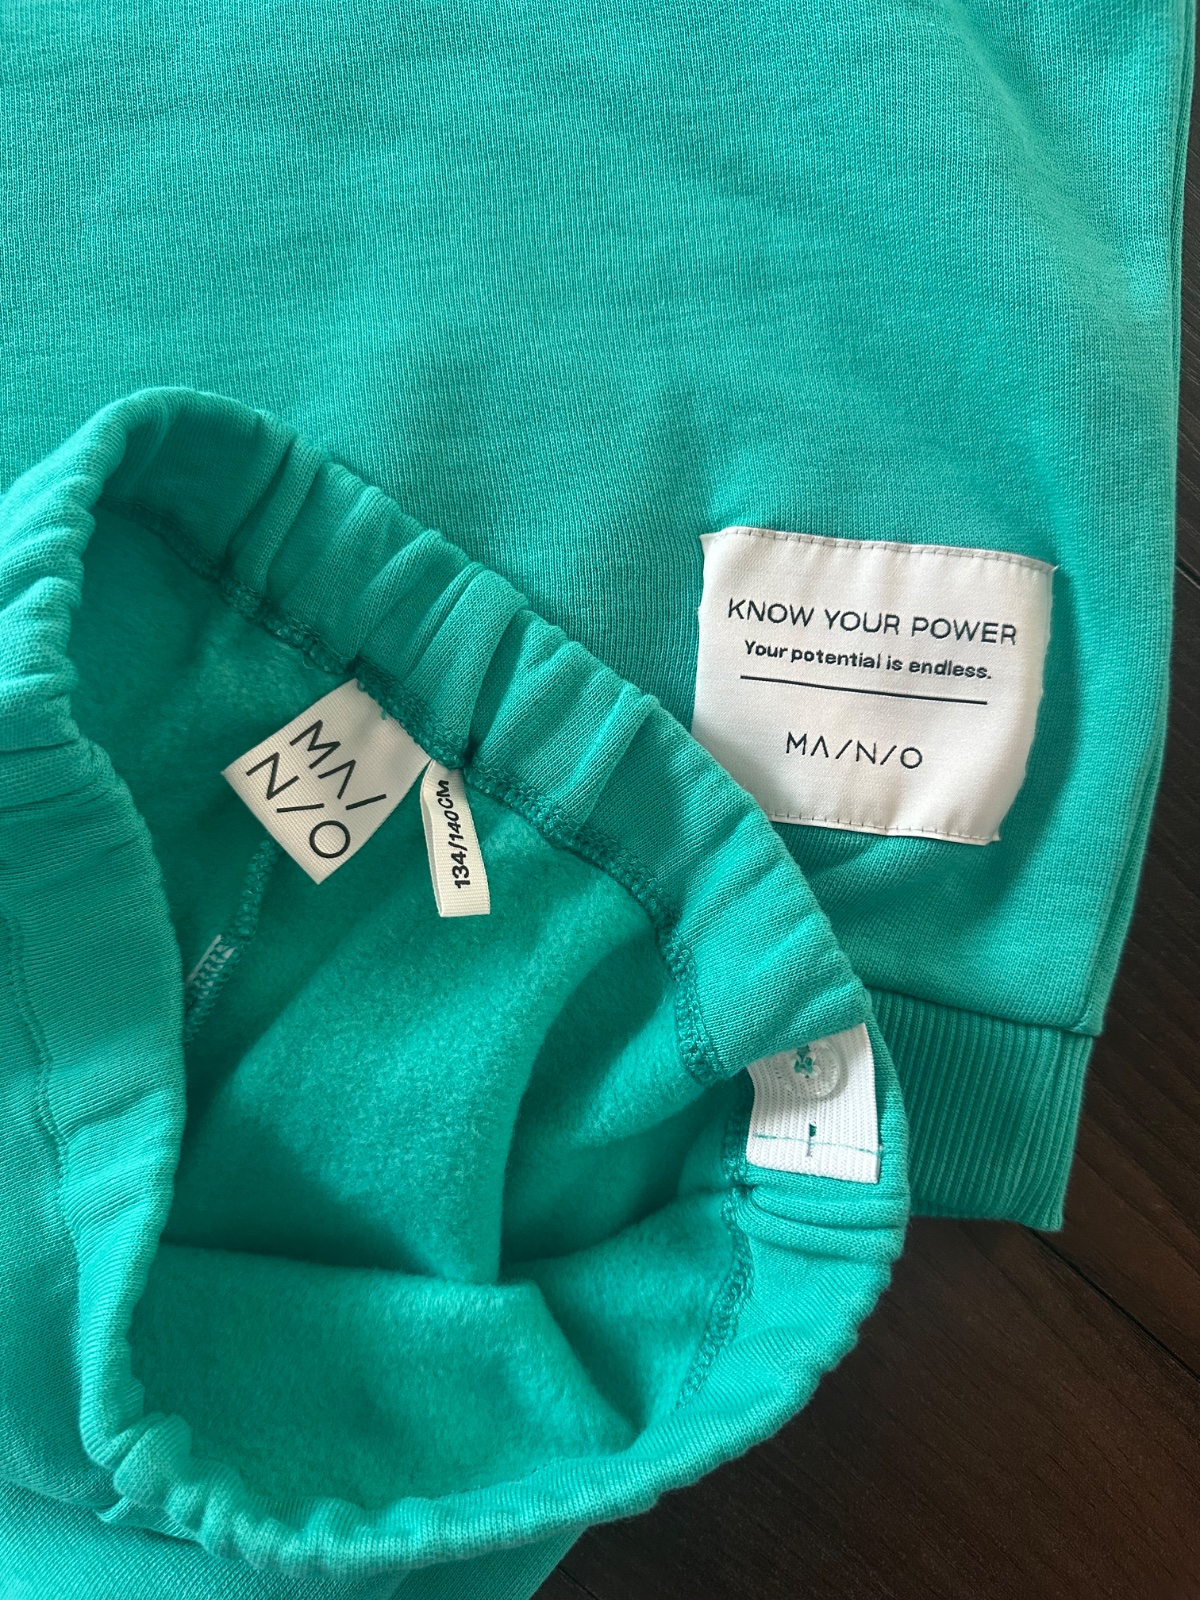 KNOW YOUR POWER
Your potential is endless.
MA/N/O
MA/
N/O
134/140CM